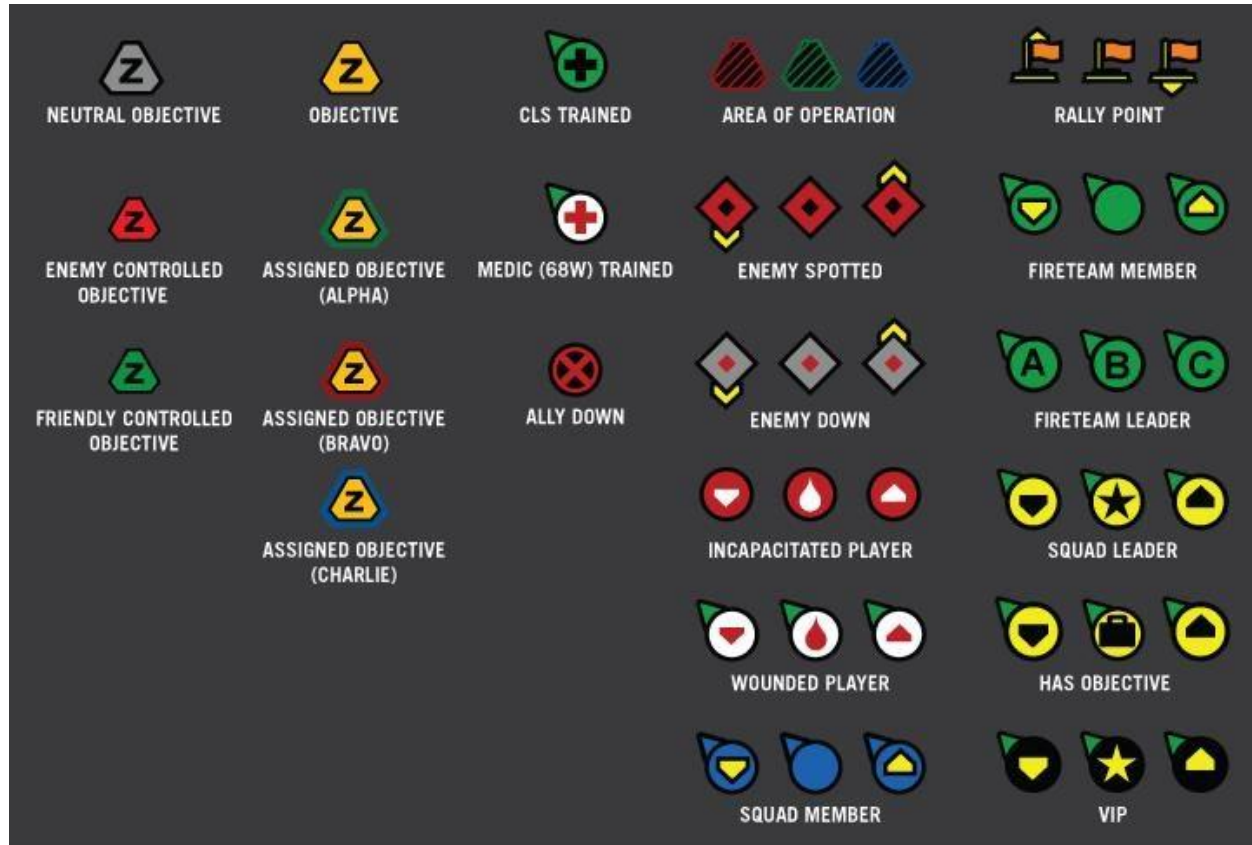 Z
NEUTRAL OBJECTIVE
Z
OBJECTIVE
CLS TRAINED
AREA OF OPERATION
RALLY POINT
Z
ENEMY CONTROLLED
OBJECTIVE
Z
ASSIGNED OBJECTIVE
(ALPHA)
MEDIC (68W) TRAINED
ENEMY SPOTTED
FIRETEAM MEMBER
Z
FRIENDLY CONTROLLED
OBJECTIVE
Z
ASSIGNED OBJECTIVE
(BRAVO)
ALLY DOWN
ENEMY DOWN
A B C
FIRETEAM LEADER
Z
ASSIGNED OBJECTIVE
(CHARLIE)
INCAPACITATED PLAYER
SQUAD LEADER
WOUNDED PLAYER
HAS OBJECTIVE
SQUAD MEMBER
VIP